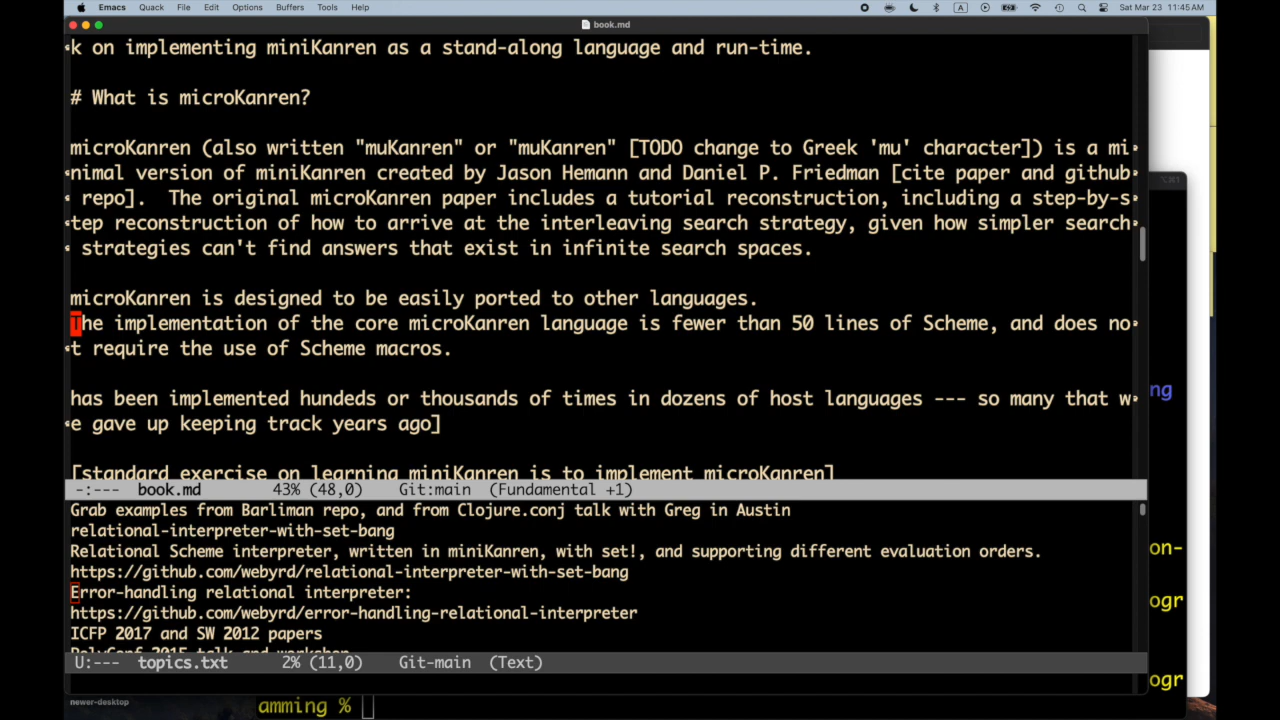 Emacs Quack File Edit Options Buffers Tools Help
A Sat Mar 23 11:45 AM
book.md
k on implementing miniKanren as a stand-along language and run-time.
# What is microKanren?
microKanren (also written "muKanren" or "muKanren" [TODO change to Greek 'mu' character]) is a mi
nimal version of miniKanren created by Jason Hemann and Daniel P. Friedman [cite paper and github
repo].  The original microKanren paper includes a tutorial reconstruction, including a step-by-s
tep reconstruction of how to arrive at the interleaving search strategy, given how simpler search
strategies can't find answers that exist in infinite search spaces.
microKanren is designed to be easily ported to other languages.
The implementation of the core microKanren language is fewer than 50 lines of Scheme, and does no
t require the use of Scheme macros.
has been implemented hundeds or thousands of times in dozens of host languages --- so many that w
e gave up keeping track years ago]
[standard exercise on learning miniKanren is to implement microKanren]
-:--- book.md 43% (48,0) Git:main (Fundamental +1)
Grab examples from Barliman repo, and from Clojure.conj talk with Greg in Austin
relational-interpreter-with-set-bang
Relational Scheme interpreter, written in miniKanren, with set!, and supporting different evaluation orders.
https://github.com/webyrd/relational-interpreter-with-set-bang
Error-handling relational interpreter:
https://github.com/webyrd/error-handling-relational-interpreter
ICFP 2017 and SW 2012 papers
PolyConf 2015 talk and workshop
U:--- topics.txt 2% (11,0) Git-main (Text)
ng
on-
ogr
ogr
newer-desktop
amming %